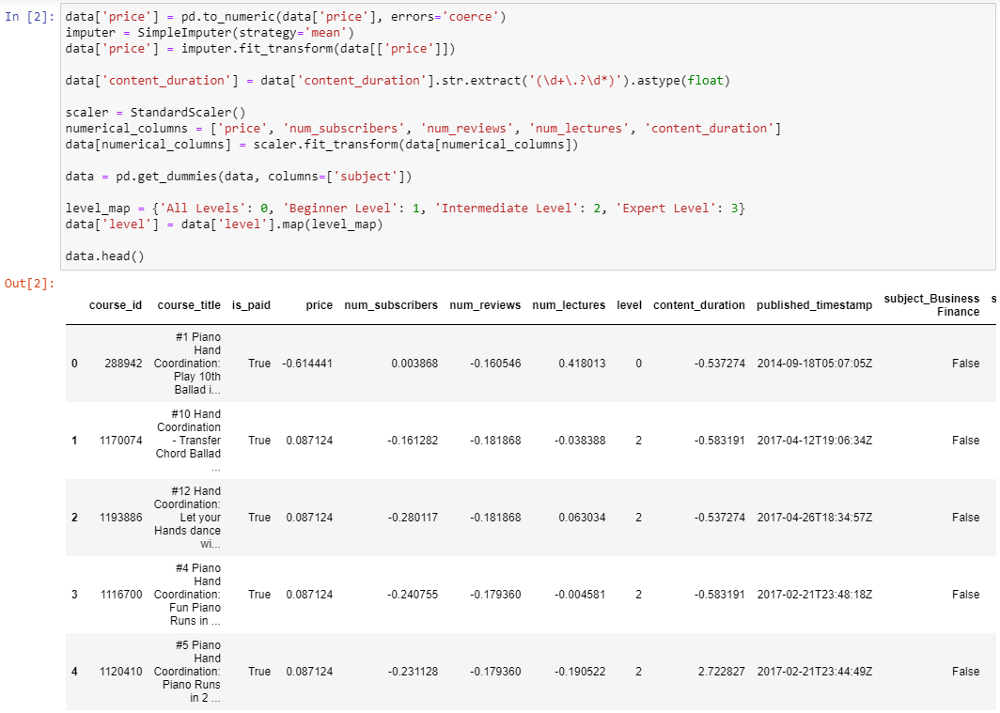 In [2]: data['price'] = pd.to_numeric(data['price'], errors='coerce')
imputer = SimpleImputer(strategy='mean')
data['price'] = imputer.fit_transform(data[['price']])
data['content_duration'] = data['content_duration'].str.extract('(\d+\.?\d*)').astype(float)
scaler = StandardScaler()
numerical_columns = ['price', 'num_subscribers', 'num_reviews', 'num_lectures', 'content_duration']
data[numerical_columns] = scaler.fit_transform(data[numerical_columns])
data = pd.get_dummies(data, columns=['subject'])
level_map = {'All Levels': 0, 'Beginner Level': 1, 'Intermediate Level': 2, 'Expert Level': 3}
data['level'] = data['level'].map(level_map)
data.head()
Out[2]:
course_id course_title is_paid price num_subscribers num_reviews num_lectures level content_duration published_timestamp subject_Business Finance s
0 288942 #1 Piano Hand Coordination: Play 10th Ballad i... True -0.614441 0.003868 -0.160546 0.418013 0 -0.537274 2014-09-18T05:07:05Z False
1 1170074 #10 Hand Coordination - Transfer Chord Ballad ... True 0.087124 -0.161282 -0.181868 -0.038388 2 -0.583191 2017-04-12T19:06:34Z False
2 1193886 #12 Hand Coordination: Let your Hands dance wi... True 0.087124 -0.280117 -0.181868 0.063034 2 -0.537274 2017-04-26T18:34:57Z False
3 1116700 #4 Piano Hand Coordination: Fun Piano Runs in ... True 0.087124 -0.240755 -0.179360 -0.004581 2 -0.583191 2017-02-21T23:48:18Z False
4 1120410 #5 Piano Hand Coordination: Piano Runs in 2 ... True 0.087124 -0.231128 -0.179360 -0.190522 2 2.722827 2017-02-21T23:44:49Z False